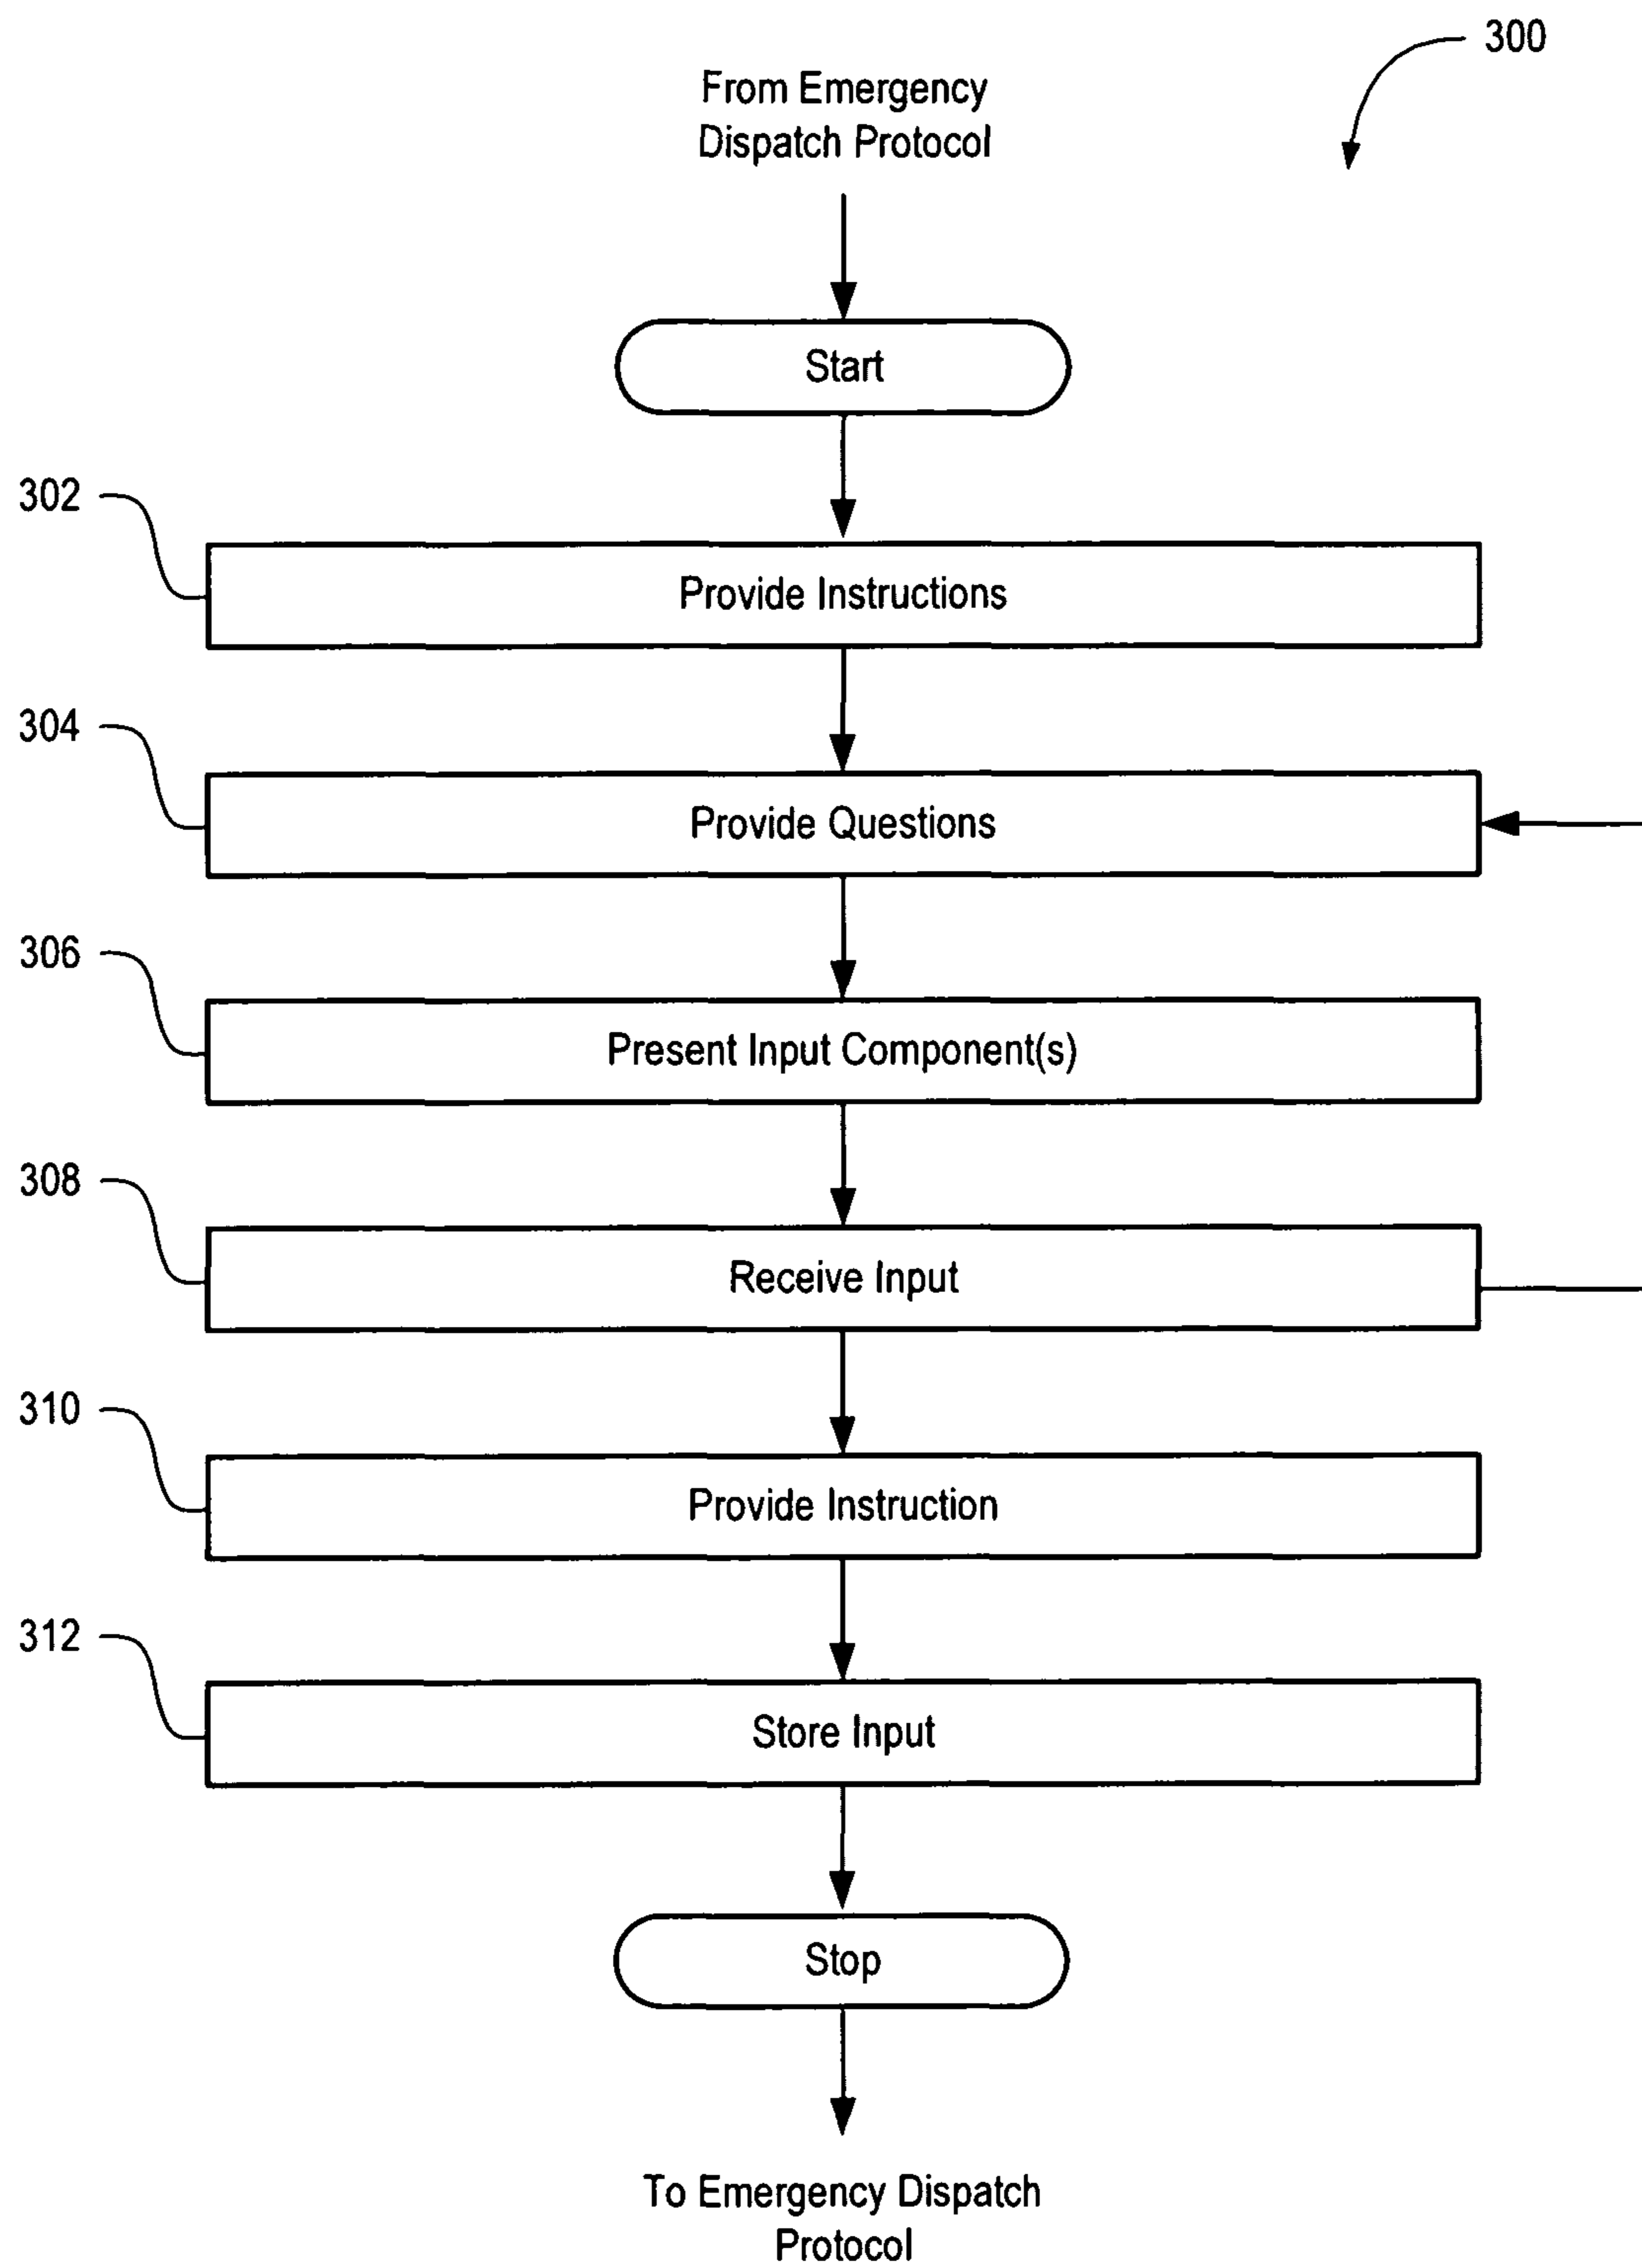 300
From Emergency
Dispatch Protocol
Start
302
Provide Instructions
304
Provide Questions
306
Present Input Component(s)
308
Receive Input
310
Provide Instruction
312
Store Input
Stop
To Emergency Dispatch
Protocol